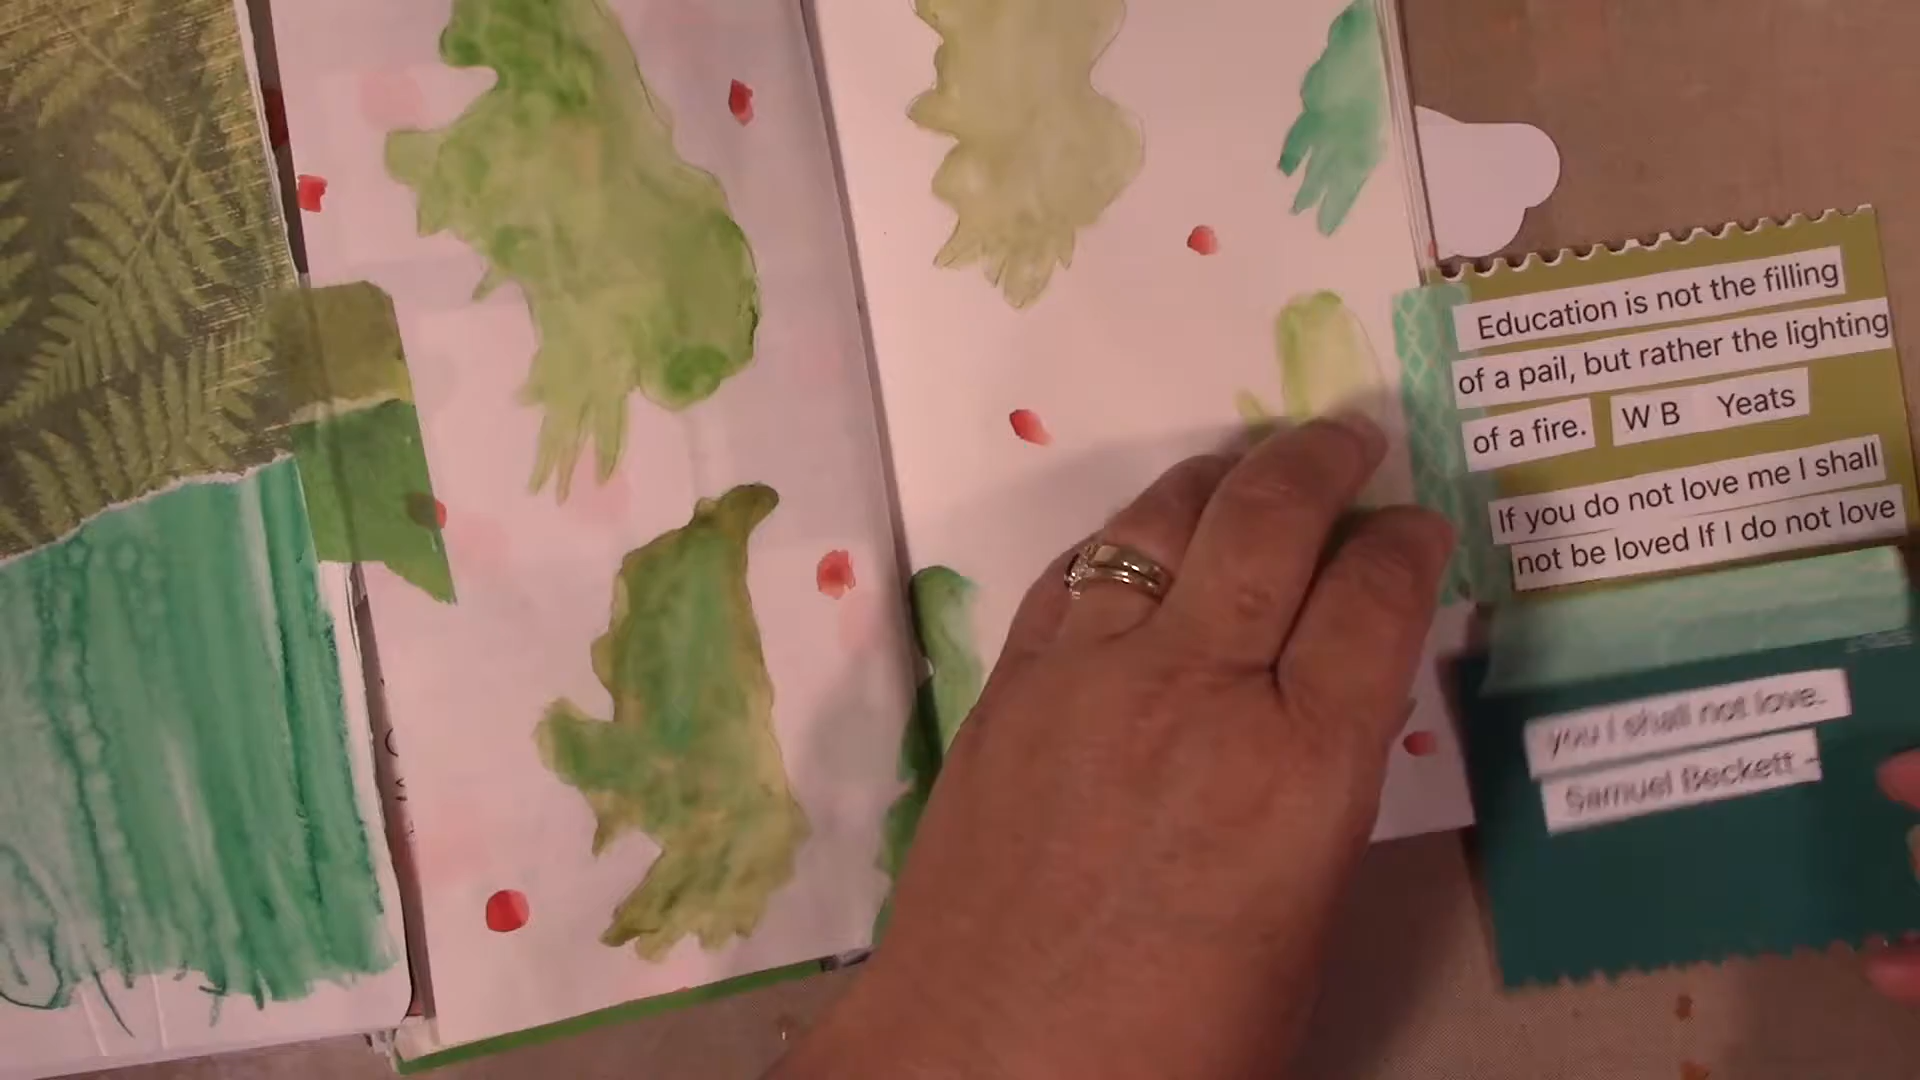 Education is not the filling
of a pail, but rather the lighting
of a fire. W B Yeats
If you do not love me I shall
not be loved If I do not love
you I shall not love.
Samuel Beckett -